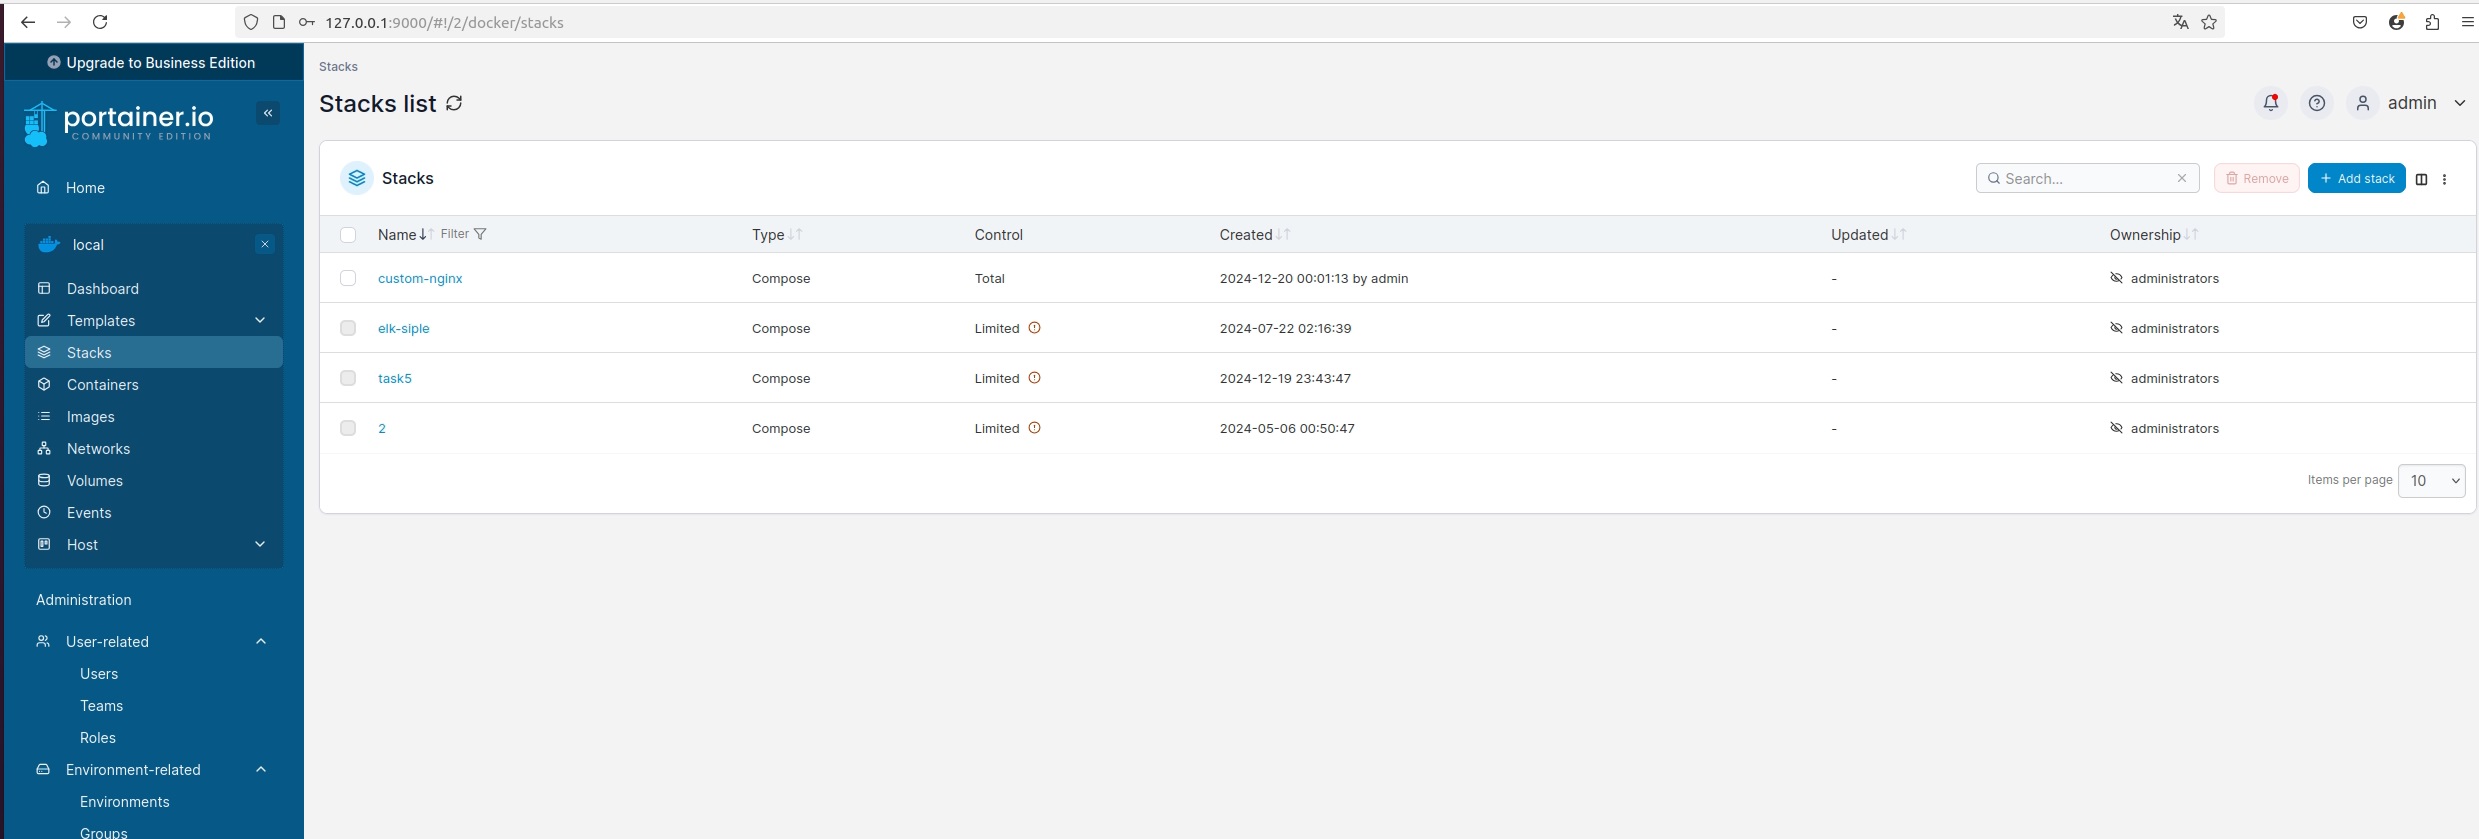 127.0.0.1:9000/#!/2/docker/stacks
Upgrade to Business Edition
portainer.io
COMMUNITY EDITION
Home
local
Dashboard
Templates
Stacks
Containers
Images
Networks
Volumes
Events
Host
Administration
User-related
Users
Teams
Roles
Environment-related
Environments
Groups
Stacks
Stacks list
admin
Stacks
Search...
Remove
Add stack
Name Filter Type Control Created Updated Ownership
custom-nginx Compose Total 2024-12-20 00:01:13 by admin - administrators
elk-siple Compose Limited 2024-07-22 02:16:39 - administrators
task5 Compose Limited 2024-12-19 23:43:47 - administrators
2 Compose Limited 2024-05-06 00:50:47 - administrators
Items per page 10